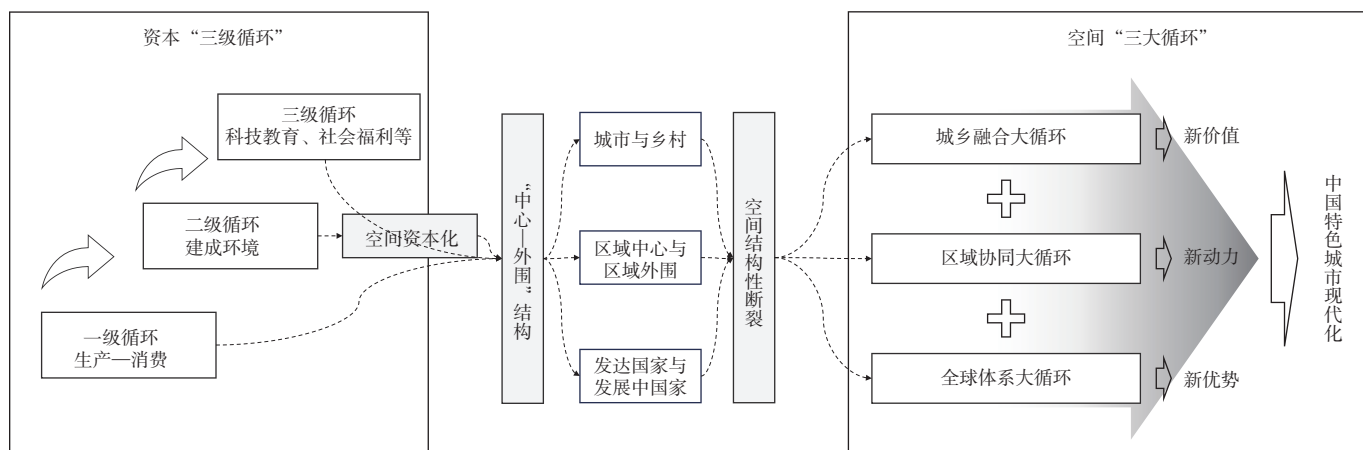 资本“三级循环”
三级循环
科技教育、社会福利等
二级循环
建成环境
空间资本化
一级循环
生产—消费
“中心—外围”结构
城市与乡村
区域中心与
区域外围
发达国家与
发展中国家
空间结构性断裂
空间“三大循环”
城乡融合大循环
新价值
区域协同大循环
新动力
全球体系大循环
新优势
中国特色城市现代化